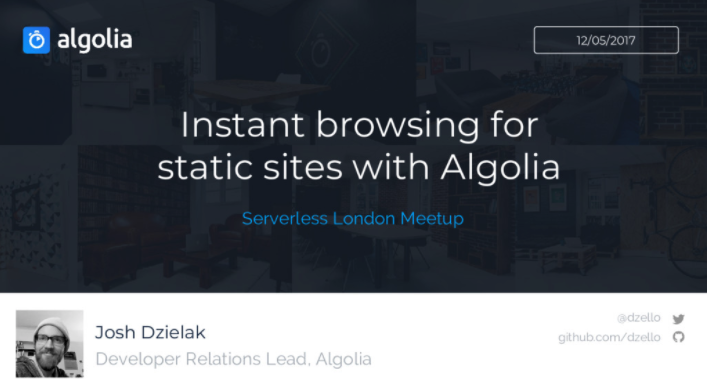 algolia
12/05/2017
Instant browsing for
static sites with Algolia
Serverless London Meetup
Josh Dzielak
Developer Relations Lead, Algolia
@dzello
github.com/dzello